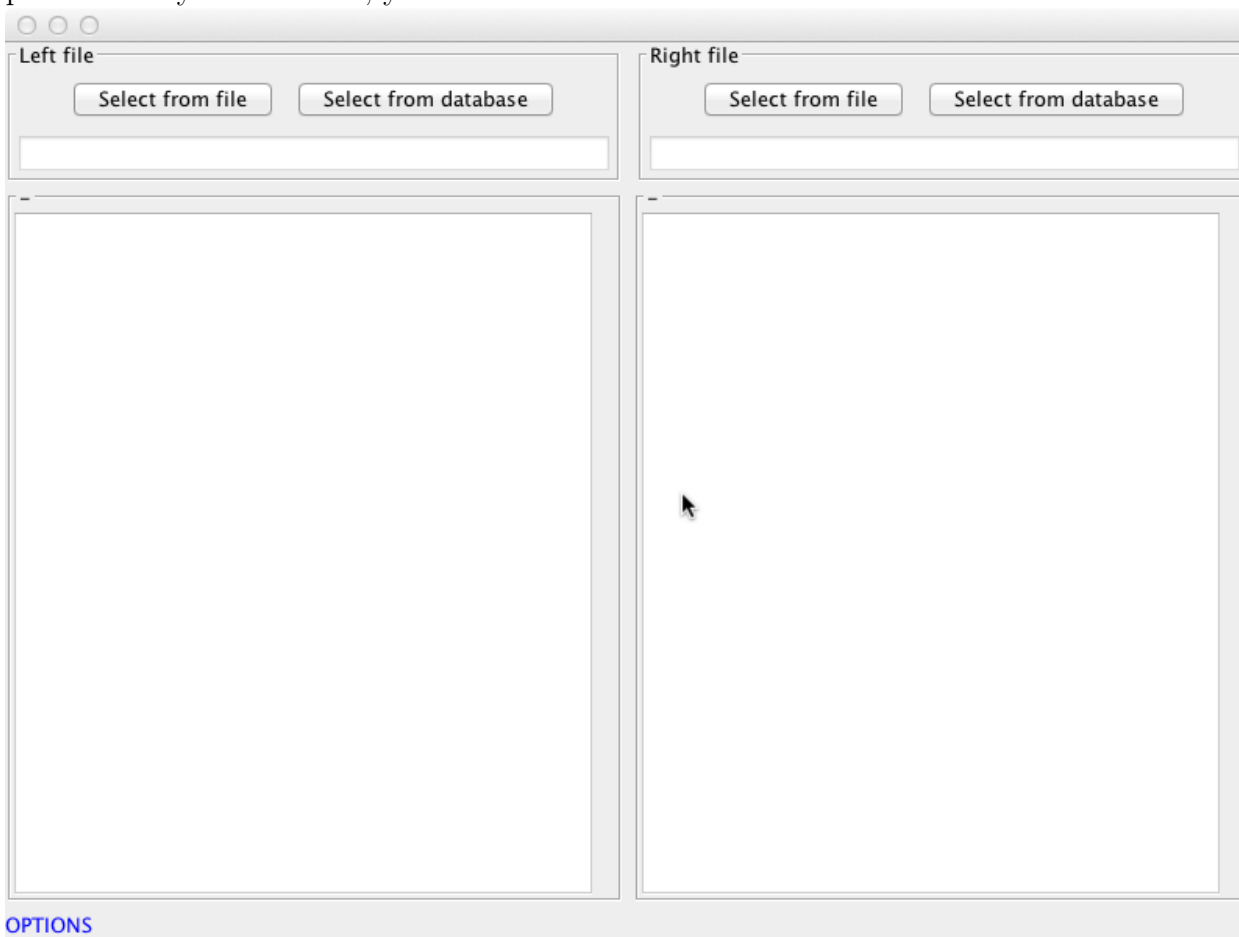 Left file
Right file
Select from file
Select from database
Select from file
Select from database
–
–
OPTIONS